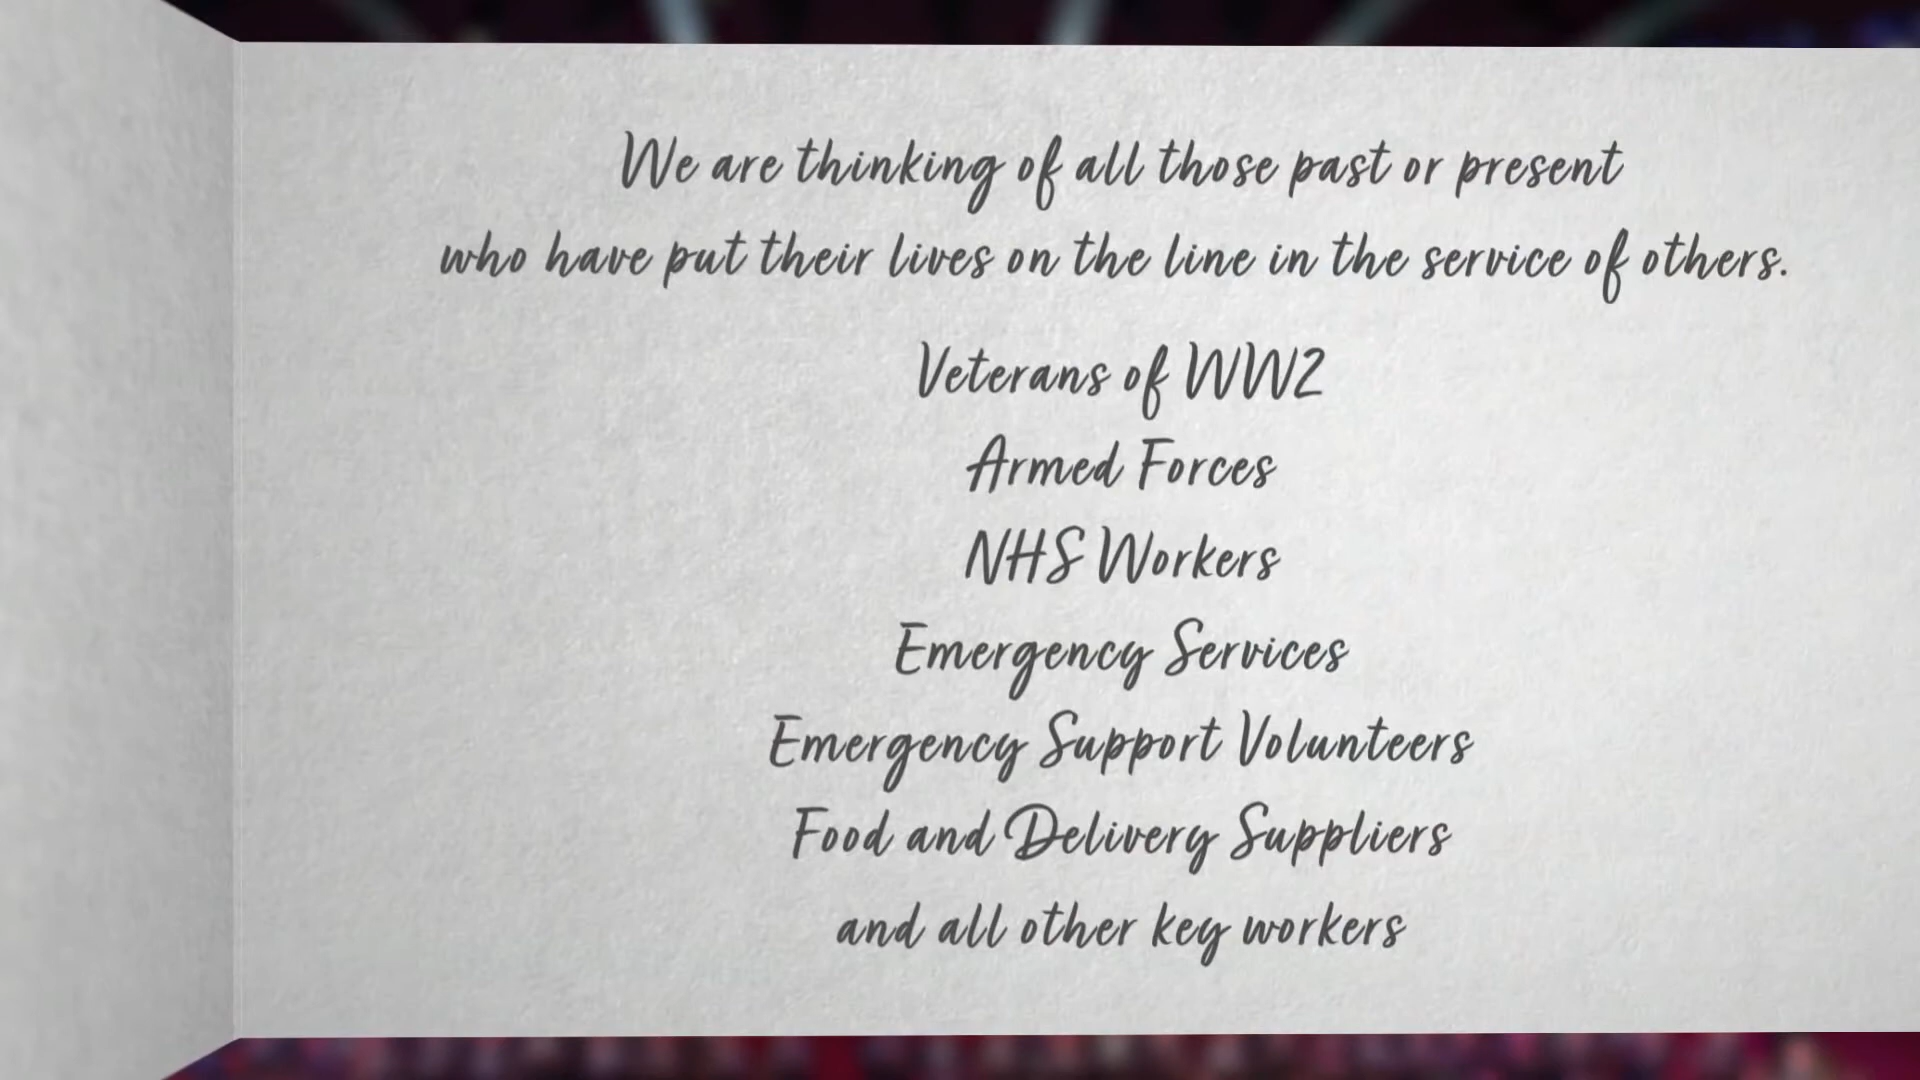 We are thinking of all those past or present
who have put their lives on the line in the service of others.
Veterans of WW2
Armed Forces
NHS Workers
Emergency Services
Emergency Support Volunteers
Food and Delivery Suppliers
and all other key workers